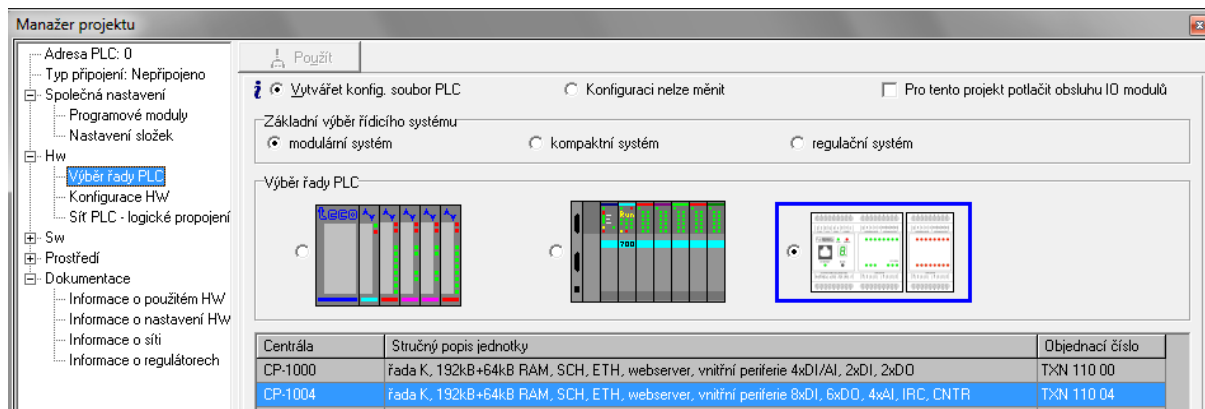 Manažer projektu
Adresa PLC: 0
Typ připojení: Nepřipojeno
Společná nastavení
Programové moduly
Nastavení složek
Hw
Výběr řady PLC
Konfigurace HW
Síť PLC - logické propojení
Sw
Prostředí
Dokumentace
Informace o použitém HW
Informace o nastavení HW
Informace o síti
Informace o regulátorech
Použít
Vytvářet konfig. soubor PLC
Konfiguraci nelze měnit
Pro tento projekt potlačit obsluhu IO modulů
Základní výběr řídicího systému
modulární systém
kompaktní systém
regulační systém
Výběr řady PLC
teco
Run
700
Centrála Stručný popis jednotky Objednací číslo
CP-1000 řada K, 192kB+64kB RAM, SCH, ETH, webserver, vnitřní periferie 4xDI/AI, 2xDI, 2xDO TXN 110 00
CP-1004 řada K, 192kB+64kB RAM, SCH, ETH, webserver, vnitřní periferie 8xDI, 6xDO, 4xAI, IRC, CNTR TXN 110 04